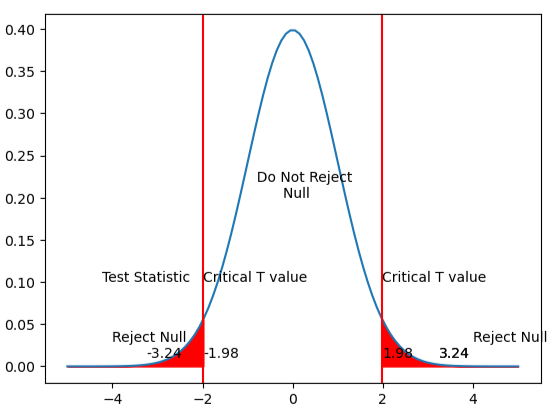 0.40
0.35
0.30
0.25
0.20
0.15
0.10
0.05
0.00
Do Not Reject
Null
Test Statistic
Critical T value
Critical T value
Reject Null
Reject Null
-3.24
-1.98
1.98
3.24
−4
−2
0
2
4